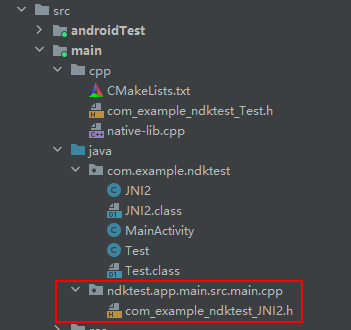 src
androidTest
main
cpp
CMakeLists.txt
com_example_ndktest_Test.h
native-lib.cpp
java
com.example.ndktest
JNI2
JNI2.class
MainActivity
Test
Test.class
ndktest.app.main.src.main.cpp
com_example_ndktest_JNI2.h